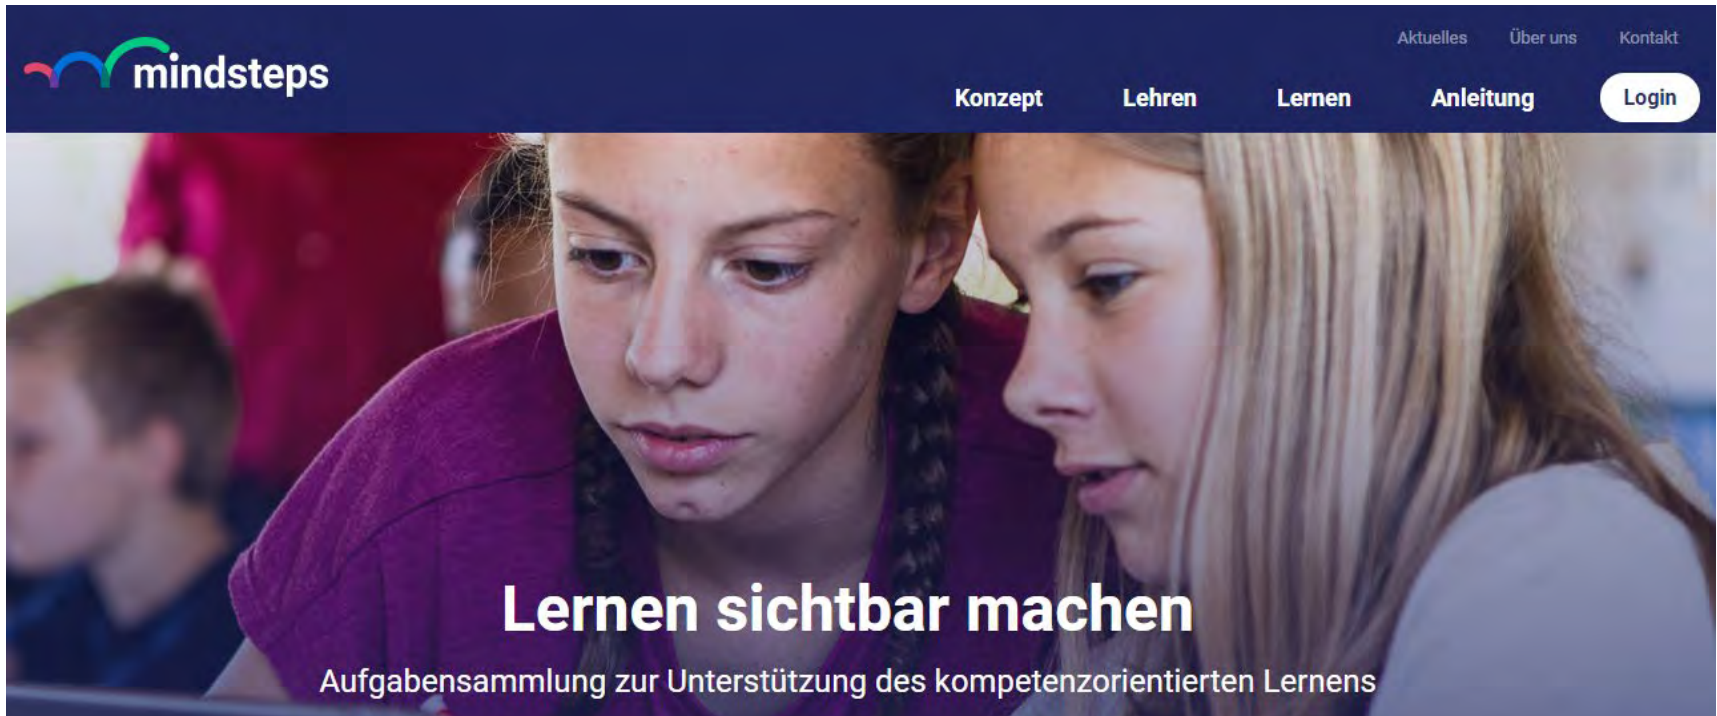 mindsteps
Aktuelles Über uns Kontakt
Konzept Lehren Lernen Anleitung Login
Lernen sichtbar machen
Aufgabensammlung zur Unterstützung des kompetenzorientierten Lernens